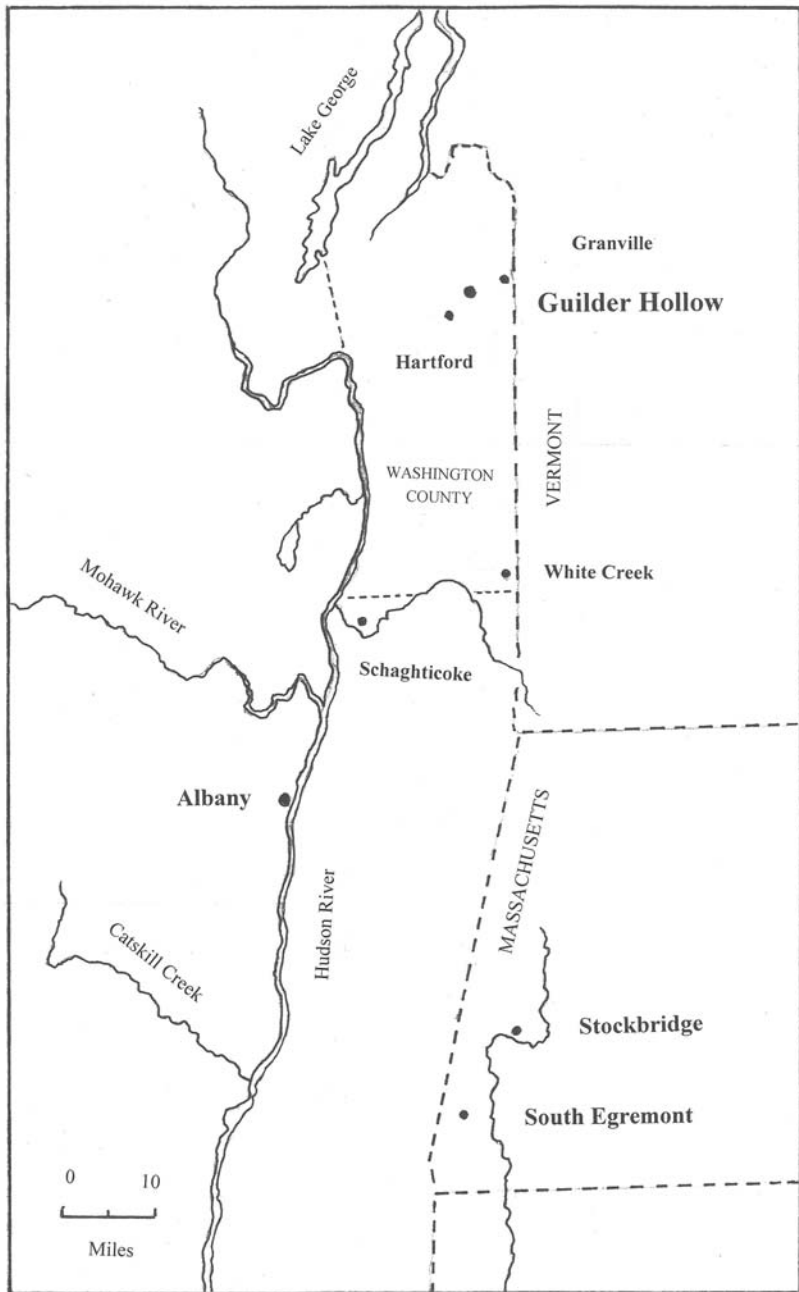 Lake George
Granville
Guilder Hollow
Hartford
VERMONT
WASHINGTON
COUNTY
White Creek
Mohawk River
Schaghticoke
Albany
MASSACHUSETTS
Hudson River
Catskill Creek
Stockbridge
South Egremont
0 10
Miles